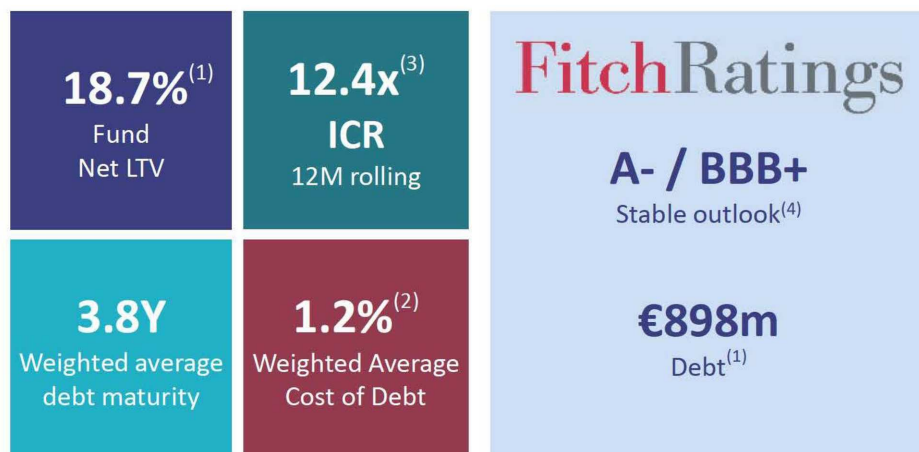 18.7%(1)
Fund
Net LTV
12.4x(3)
ICR
12M rolling
3.8Y
Weighted average
debt maturity
1.2%(2)
Weighted Average
Cost of Debt
FitchRatings
A- / BBB+
Stable outlook(4)
€898m
Debt(1)